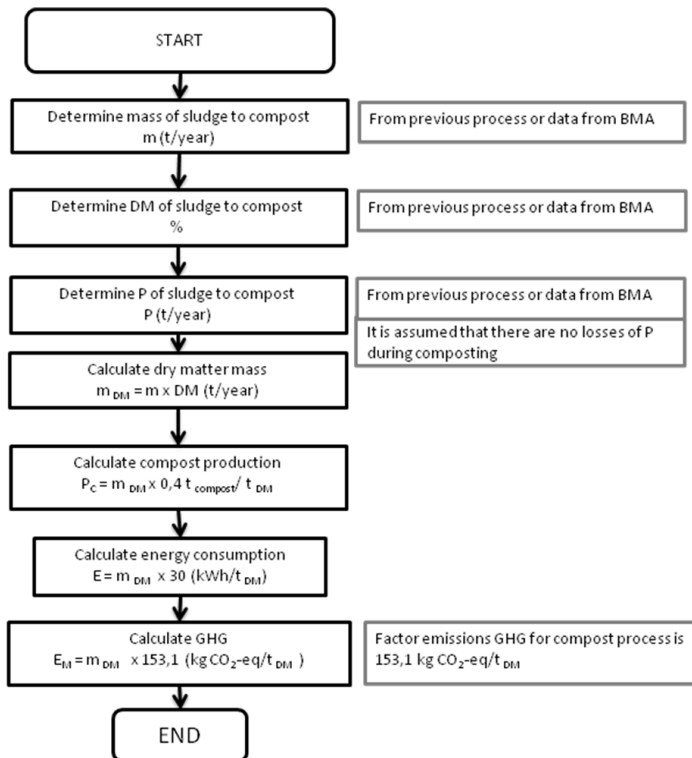 START
Determine mass of sludge to compost
m (t/year)
From previous process or data from BMA
Determine DM of sludge to compost
%
From previous process or data from BMA
Determine P of sludge to compost
P (t/year)
From previous process or data from BMA
It is assumed that there are no losses of P
during composting
Calculate dry matter mass
m DM = m x DM (t/year)
Calculate compost production
PC = m DM x 0,4 t compost/ t DM
Calculate energy consumption
E = m DM x 30 (kWh/t DM)
Calculate GHG
EM = m DM x 153,1 (kg CO2-eq/t DM )
Factor emissions GHG for compost process is
153,1 kg CO2-eq/t DM
END